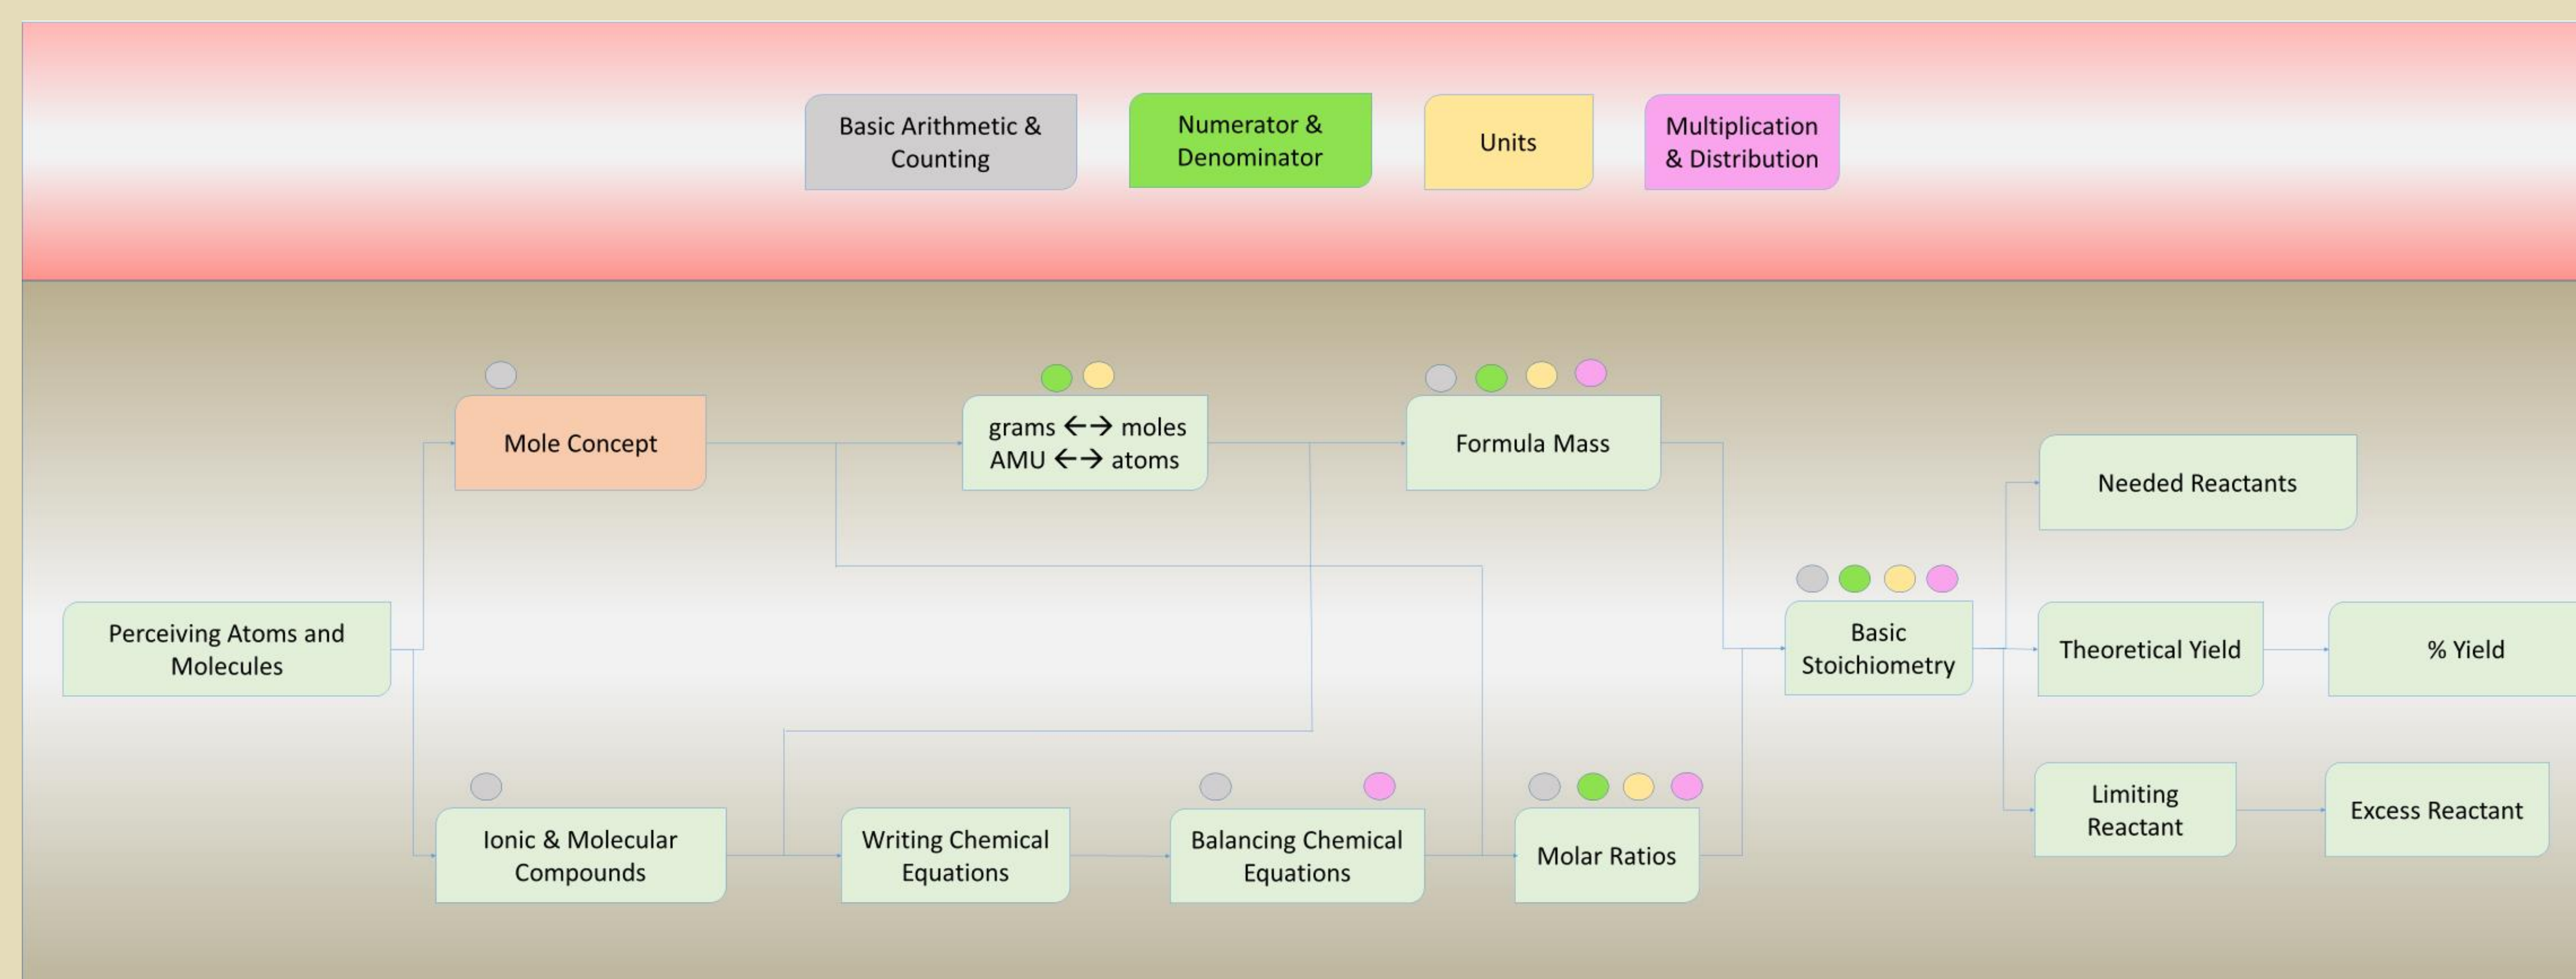 Basic Arithmetic &
Counting
Numerator &
Denominator
Units
Multiplication
& Distribution
Mole Concept
grams ←→ moles
AMU ←→ atoms
Formula Mass
Needed Reactants
Perceiving Atoms and
Molecules
Basic
Stoichiometry
Theoretical Yield
% Yield
Ionic & Molecular
Compounds
Writing Chemical
Equations
Balancing Chemical
Equations
Molar Ratios
Limiting
Reactant
Excess Reactant